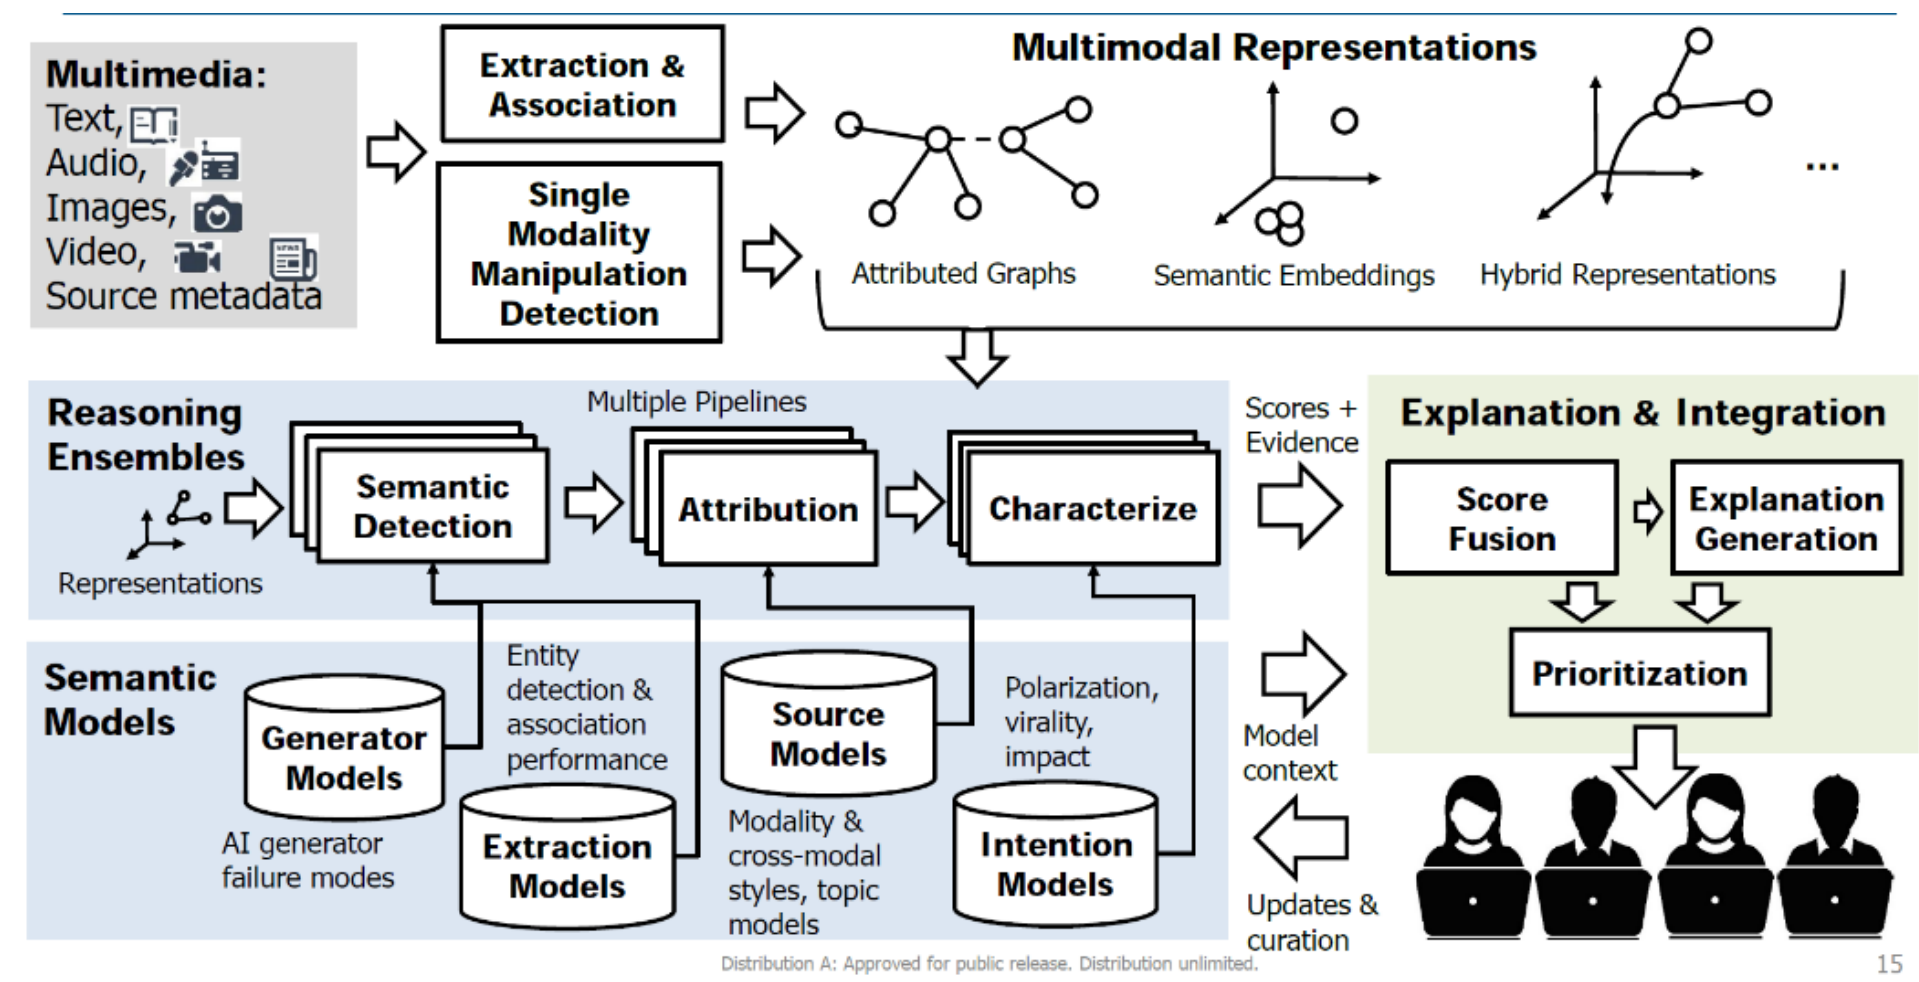 Multimedia:
Text,
Audio,
Images,
Video,
NEWS
Source metadata
Extraction &
Association
Single
Modality
Manipulation
Detection
Multimodal Representations
...
Attributed Graphs
Semantic Embeddings
Hybrid Representations
Reasoning
Ensembles
Representations
Multiple Pipelines
Semantic
Detection
Attribution
Characterize
Scores +
Evidence
Explanation & Integration
Score
Fusion
Explanation
Generation
Prioritization
Semantic
Models
Generator
Models
AI generator
failure modes
Entity
detection &
association
performance
Extraction
Models
Source
Models
Modality &
cross-modal
styles, topic
models
Polarization,
virality,
impact
Intention
Models
Model
context
Updates &
curation
Distribution A: Approved for public release. Distribution unlimited.
15